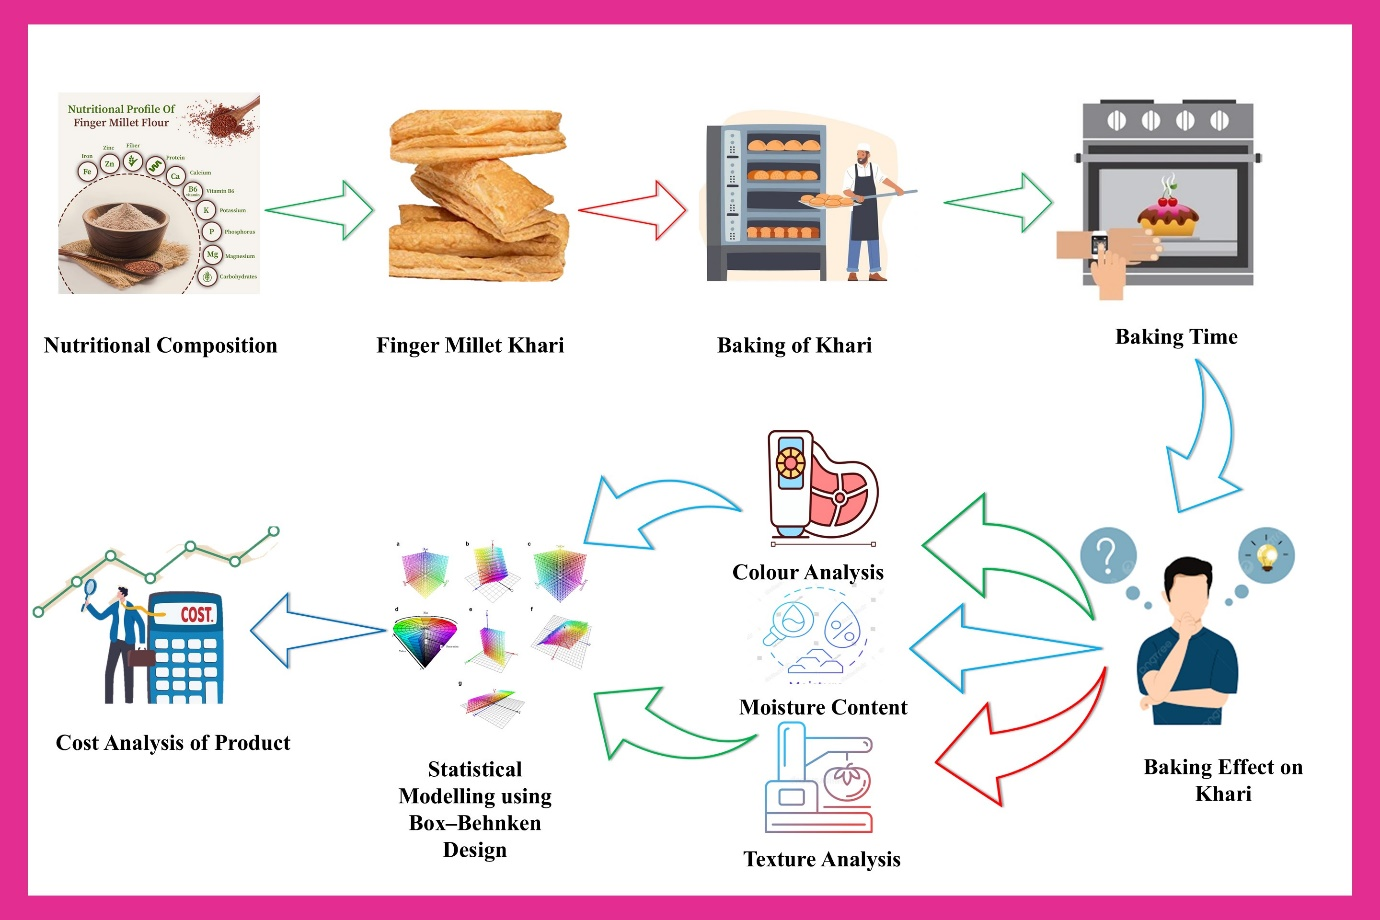 Nutritional Profile Of
Finger Millet Flour
Iron
Zinc
Fiber
Protein
Calcium
Vitamin B6
Potassium
Phosphorus
Magnesium
Carbohydrates
Fe
Zn
Ca
B6
K
P
Mg
Nutritional Composition
Finger Millet Khari
Baking of Khari
Baking Time
Colour Analysis
Moisture Content
Texture Analysis
?
%
Baking Effect on
Khari
a
b
c
d
e
f
g
Statistical
Modelling using
Box–Behnken
Design
COST.
Cost Analysis of Product